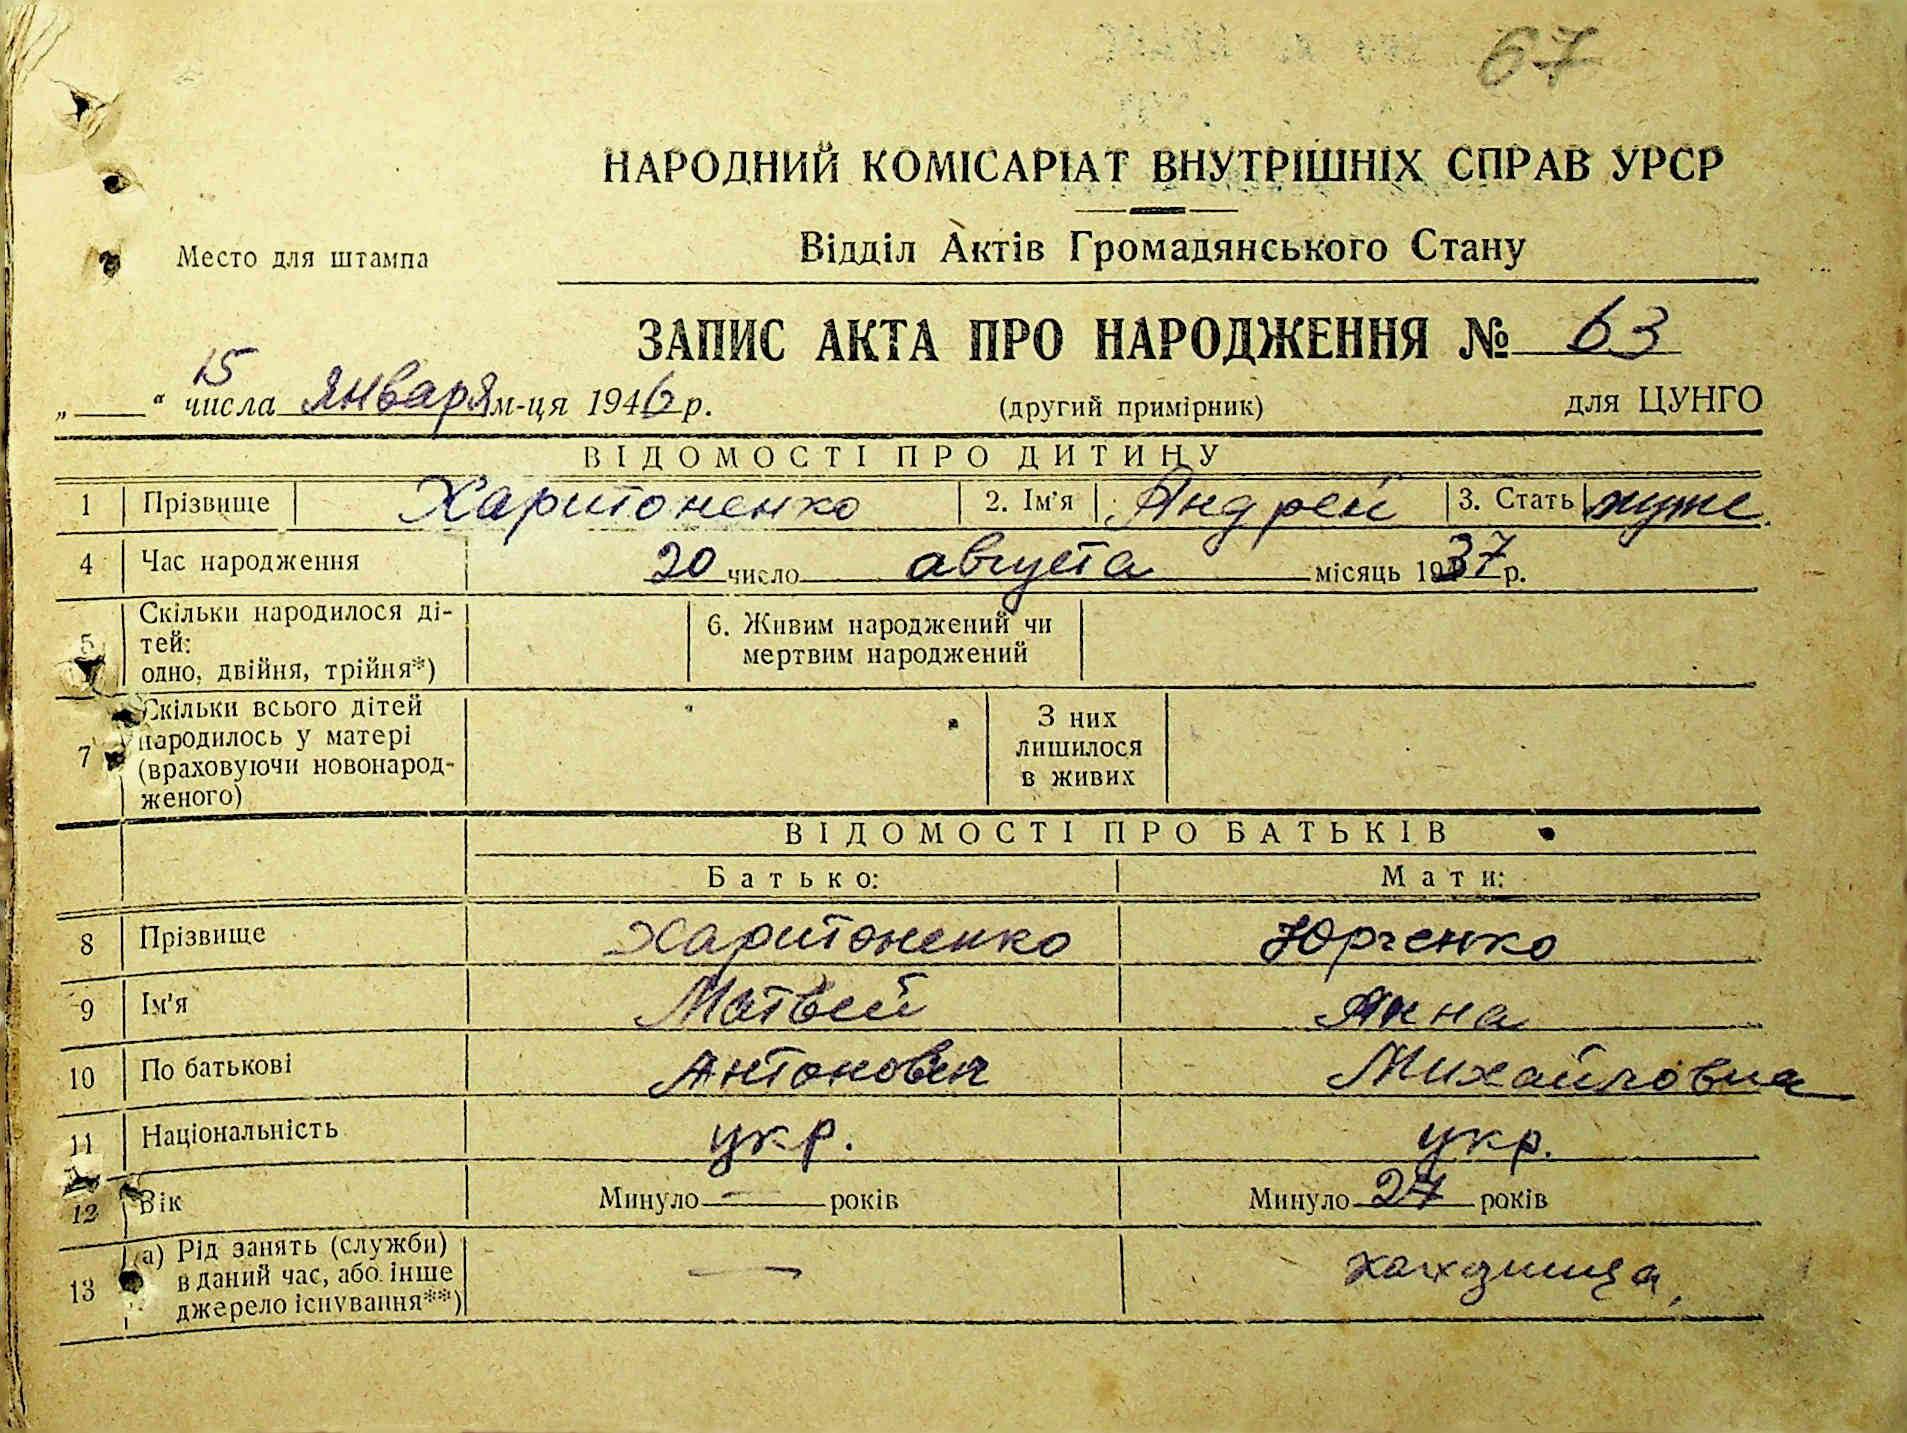 67
НАРОДНИЙ КОМІСАРІАТ ВНУТРІШНІХ СПРАВ УРСР
Відділ Актів Громадянського Стану
Место для штампа
ЗАПИС АКТА ПРО НАРОДЖЕННЯ № 63
„ “ 15 числа января м-ця 1946 р. (другий примірник) для ЦУНГО
ВІДОМОСТІ ПРО ДИТИНУ
1 Прізвище Харитоненко 2. Ім'я Андрей 3. Стать муж.
4 Час народження 20 число августа місяць 1937 р.
5 Скільки народилося ді-
тей:
одно, двійня, трійня*)
6. Живим народжений чи
мертвим народжений
7 Скільки всього дітей
народилось у матері
(враховуючи новонарод-
женого)
З них
лишилося
в живих
ВІДОМОСТІ ПРО БАТЬКІВ
Батько: Мати:
8 Прізвище Харитоненко Юрченко
9 Ім'я Матвей Анна
10 По батькові Антонович Михайловна
11 Національність укр. укр.
12 Вік Минуло — років Минуло 27 років
13 а) Рід занять (служби)
в даний час, або інше
джерело існування**)
—